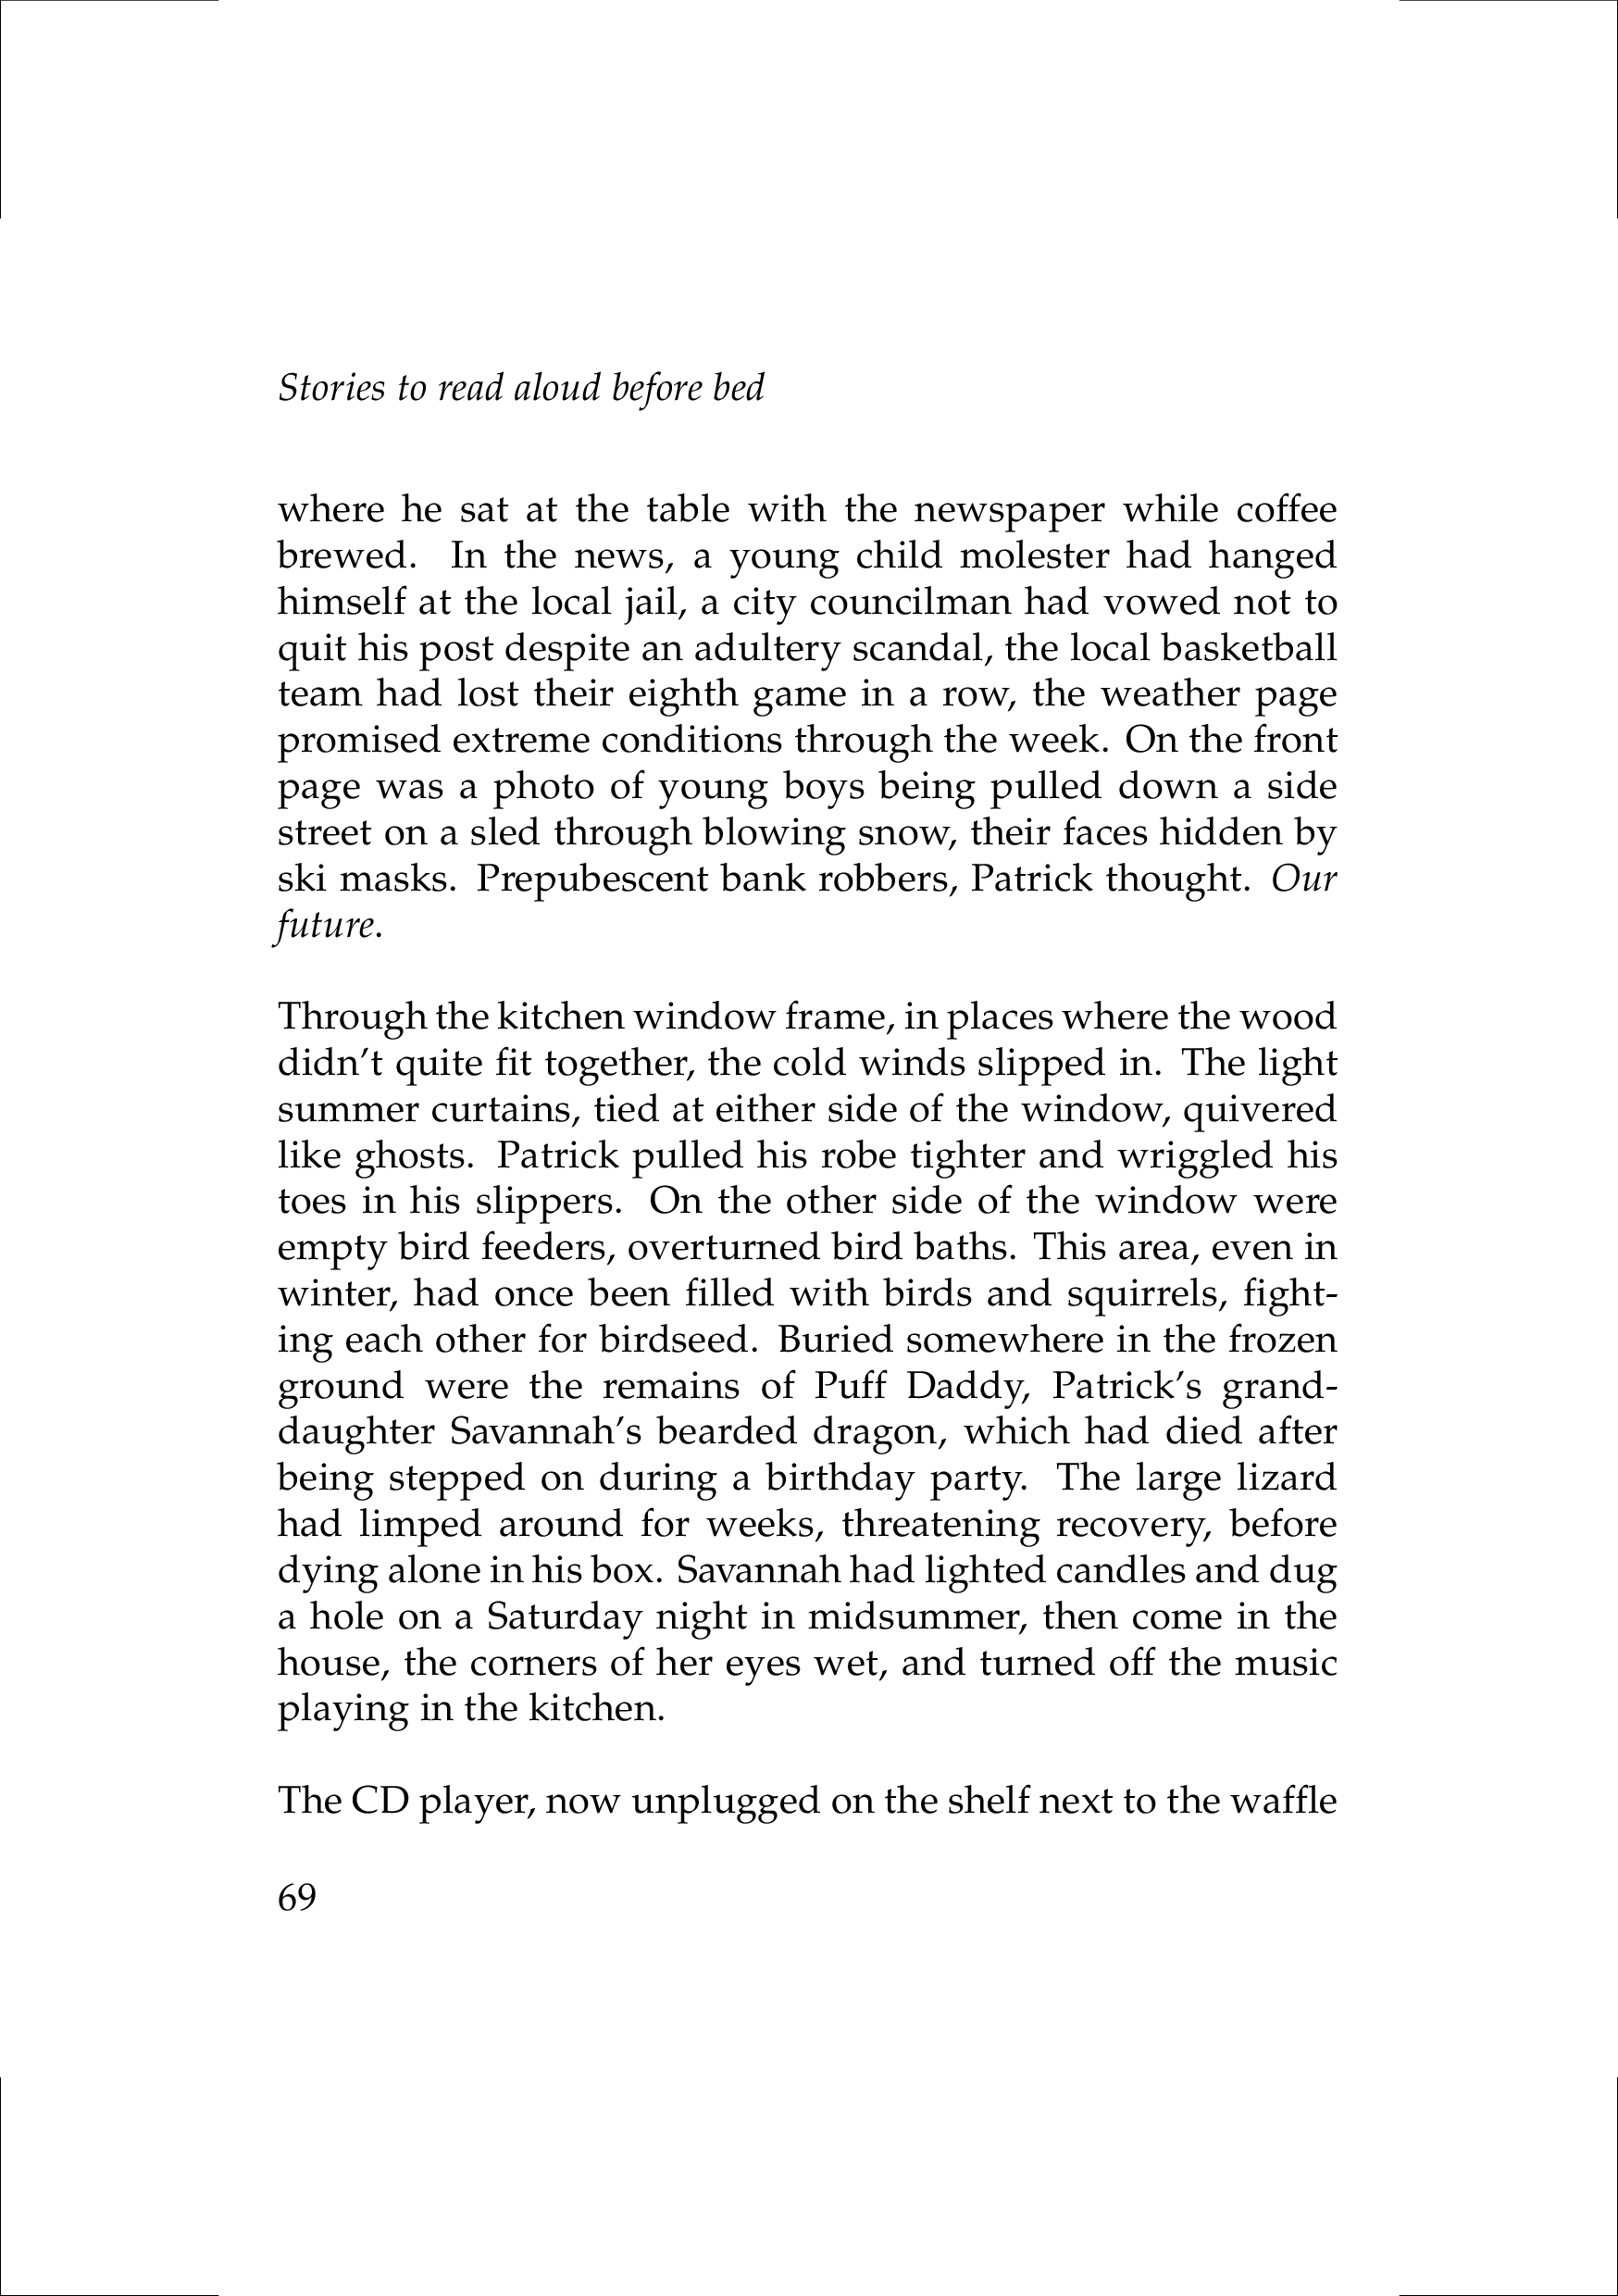 Stories to read aloud before bed
where he sat at the table with the newspaper while coffee
brewed. In the news, a young child molester had hanged
himself at the local jail, a city councilman had vowed not to
quit his post despite an adultery scandal, the local basketball
team had lost their eighth game in a row, the weather page
promised extreme conditions through the week. On the front
page was a photo of young boys being pulled down a side
street on a sled through blowing snow, their faces hidden by
ski masks. Prepubescent bank robbers, Patrick thought. Our
future.
Through the kitchen window frame, in places where the wood
didn’t quite fit together, the cold winds slipped in. The light
summer curtains, tied at either side of the window, quivered
like ghosts. Patrick pulled his robe tighter and wriggled his
toes in his slippers. On the other side of the window were
empty bird feeders, overturned bird baths. This area, even in
winter, had once been filled with birds and squirrels, fight-
ing each other for birdseed. Buried somewhere in the frozen
ground were the remains of Puff Daddy, Patrick’s grand-
daughter Savannah’s bearded dragon, which had died after
being stepped on during a birthday party. The large lizard
had limped around for weeks, threatening recovery, before
dying alone in his box. Savannah had lighted candles and dug
a hole on a Saturday night in midsummer, then come in the
house, the corners of her eyes wet, and turned off the music
playing in the kitchen.
The CD player, now unplugged on the shelf next to the waffle
69